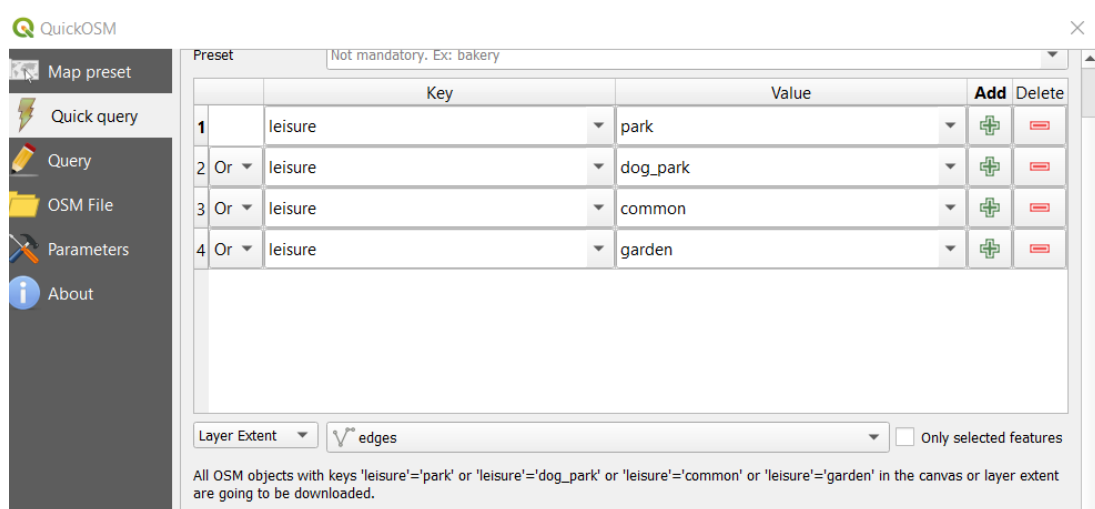 QuickOSM
Map preset
Quick query
Query
OSM File
Parameters
About
Preset Not mandatory. Ex: bakery
Key Value Add Delete
1 leisure park
2 Or leisure dog_park
3 Or leisure common
4 Or leisure garden
Layer Extent edges Only selected features
All OSM objects with keys 'leisure'='park' or 'leisure'='dog_park' or 'leisure'='common' or 'leisure'='garden' in the canvas or layer extent
are going to be downloaded.